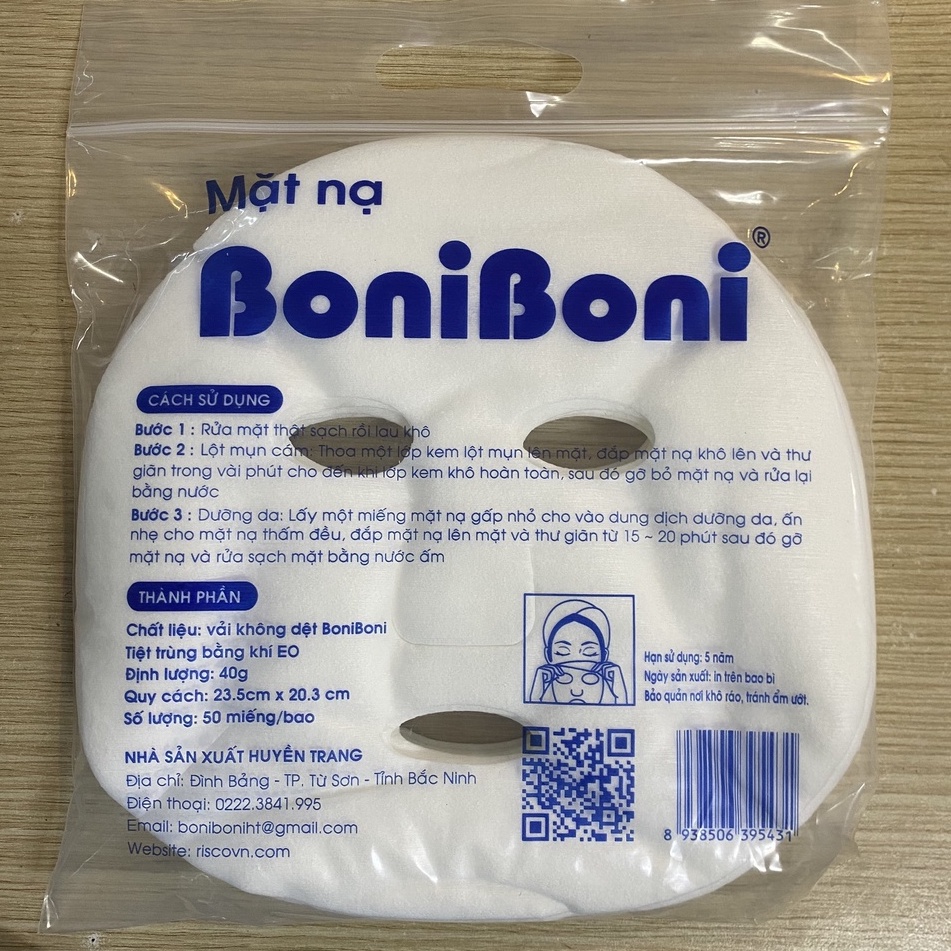 Mặt nạ
BoniBoni®
CÁCH SỬ DỤNG
Bước 1 : Rửa mặt thật sạch rồi lau khô
Bước 2 : Lột mụn cám: Thoa một lớp kem lột mụn lên mặt, đắp mặt nạ khô lên và thư
giãn trong vài phút cho đến khi lớp kem khô hoàn toàn, sau đó gỡ bỏ mặt nạ và rửa lại
bằng nước
Bước 3 : Dưỡng da: Lấy một miếng mặt nạ gấp nhỏ cho vào dung dịch dưỡng da, ấn
nhẹ cho mặt nạ thấm đều, đắp mặt nạ lên mặt và thư giãn từ 15 ~ 20 phút sau đó gỡ
mặt nạ và rửa sạch mặt bằng nước ấm
THÀNH PHẦN
Chất liệu: vải không dệt BoniBoni
Tiệt trùng bằng khí EO
Định lượng: 40g
Quy cách: 23.5cm x 20.3 cm
Số lượng: 50 miếng/bao
Hạn sử dụng: 5 năm
Ngày sản xuất: in trên bao bì
Bảo quản nơi khô ráo, tránh ẩm ướt.
NHÀ SẢN XUẤT HUYỀN TRANG
Địa chỉ: Đình Bảng - TP. Từ Sơn - Tỉnh Bắc Ninh
Điện thoại: 0222.3841.995
Email: boniboniht@gmail.com
Website: riscovn.com
8 938506 395431